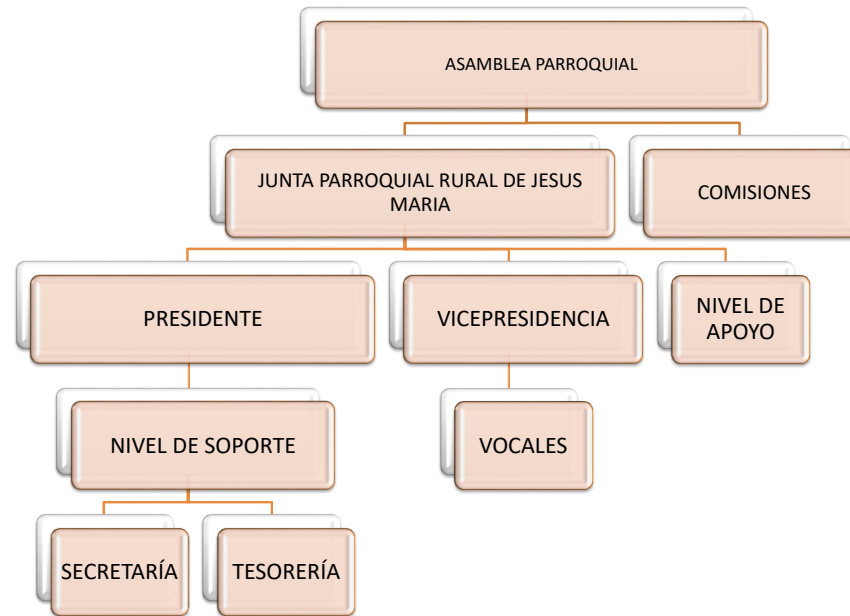 ASAMBLEA PARROQUIAL
JUNTA PARROQUIAL RURAL DE JESUS
MARIA
COMISIONES
PRESIDENTE
VICEPRESIDENCIA
NIVEL DE
APOYO
NIVEL DE SOPORTE
VOCALES
SECRETARÍA
TESORERÍA